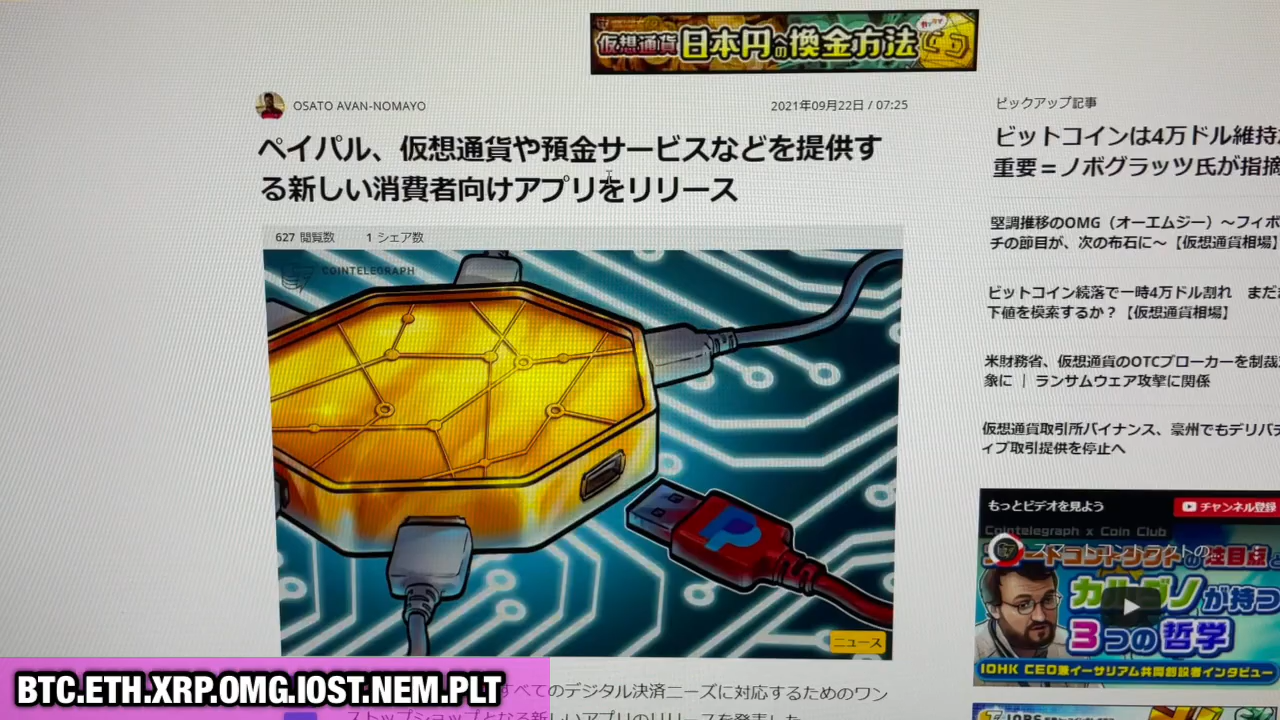 仮想通貨日本円への換金方法
OSATO AVAN-NOMAYO
2021年09月22日 / 07:25
ペイパル、仮想通貨や預金サービスなどを提供す
る新しい消費者向けアプリをリリース
627 閲覧数 1 シェア数
COINTELEGRAPH
ニュース
すべてのデジタル決済ニーズに対応するためのワン
ストップショップとなる新しいアプリのリリースを発表した
ピックアップ記事
ビットコインは4万ドル維持
重要＝ノボグラッツ氏が指摘
堅調推移のOMG（オーエムジー）～フィボ
チの節目が、次の布石に～【仮想通貨相場】
ビットコイン続落で一時4万ドル割れ まだ
下値を模索するか？【仮想通貨相場】
米財務省、仮想通貨のOTCブローカーを制裁
象に ｜ ランサムウェア攻撃に関係
仮想通貨取引所バイナンス、豪州でもデリバテ
ィブ取引提供を停止へ
もっとビデオを見よう
チャンネル登録
Cointelegraph x Coin Club
の注目点
カルダノが持つ
3つの哲学
IOHK CEO兼イーサリアム共同創設者インタビュー
BTC.ETH.XRP.OMG.IOST.NEM.PLT